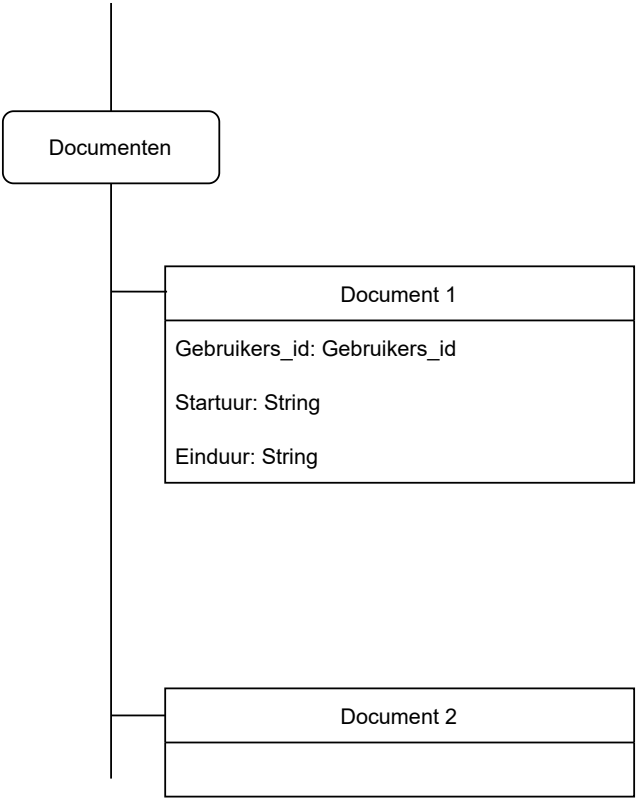 Documenten
Document 1
Gebruikers_id: Gebruikers_id
Startuur: String
Einduur: String
Document 2